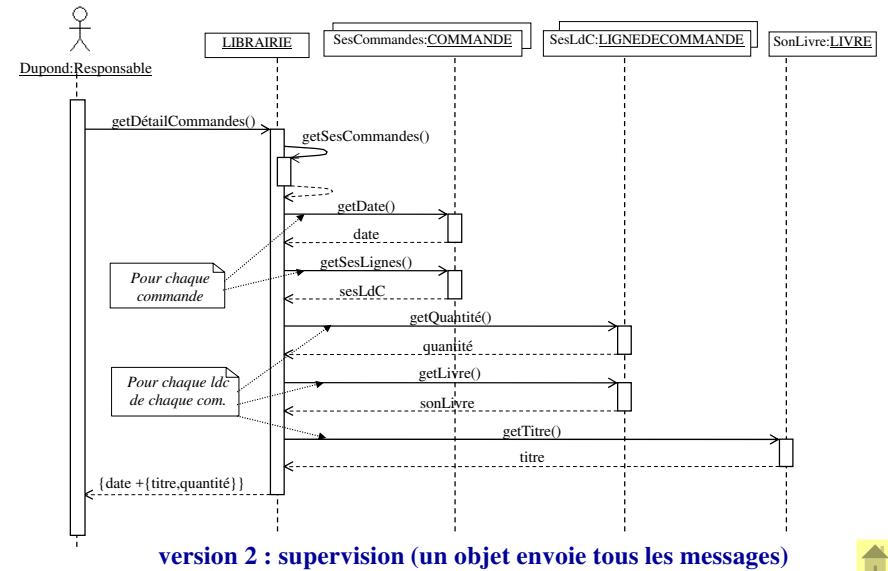 LIBRAIRIE
SesCommandes:COMMANDE
SesLdC:LIGNEDECOMMANDE
SonLivre:LIVRE
Dupond:Responsable
getDétailCommandes()
getSesCommandes()
getDate()
date
getSesLignes()
Pour chaque
commande
sesLdC
getQuantité()
quantité
getLivre()
Pour chaque ldc
de chaque com.
sonLivre
getTitre()
titre
{date +{titre,quantité}}
version 2 : supervision (un objet envoie tous les messages)